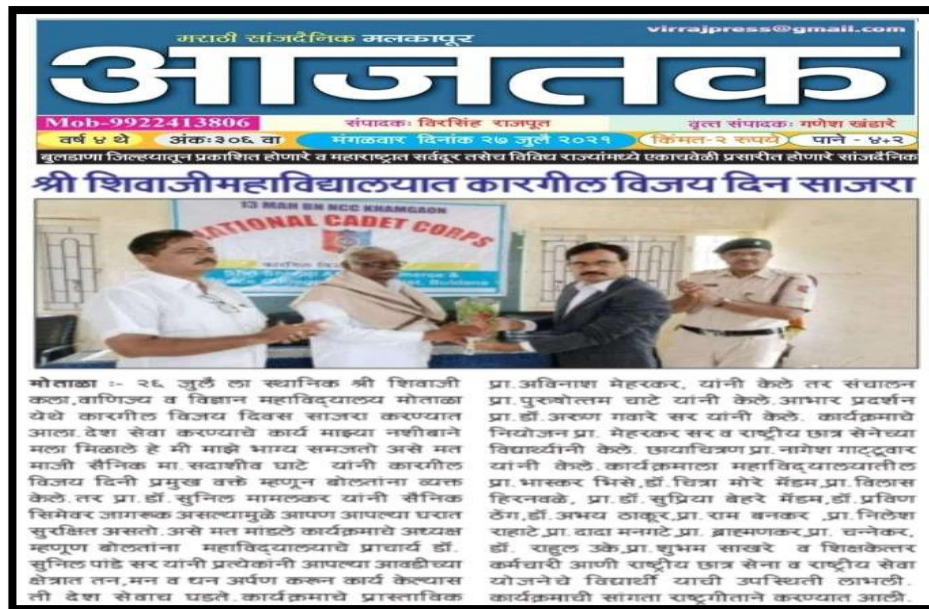 virrajpress@gmail.com
मराठी सांजदैनिक मलकापूर
आजतक
Mob-9922413806 संपादकः विरसिंह राजपूत वृत्त संपादकः गणेश खंडारे
वर्ष ४ थे अंकः३०६ वा मंगळवार दिनांक २७ जुलै २०२१ किंमत-२ रुपये पाने - ४+२
बुलडाणा जिल्ह्यातून प्रकाशित होणारे व महाराष्ट्रात सर्वदूर तसेच विविध राज्यांमध्ये एकाचवेळी प्रसारीत होणारे सांजदैनिक
श्री शिवाजीमहाविद्यालयात कारगील विजय दिन साजरा
13 MAH BN NCC KHAMGAON
NATIONAL CADET CORPS
मोताळा :- २६ जुलै ला स्थानिक श्री शिवाजी
कला,वाणिज्य व विज्ञान महाविद्यालय मोताळा
येथे कारगील विजय दिवस साजरा करण्यात
आला.देश सेवा करण्याचे कार्य माझ्या नशीबाने
मला मिळाले हे मी माझे भाग्य समजतो असे मत
माजी सैनिक मा.सदाशीव घाटे यांनी कारगील
विजय दिनी प्रमुख वक्ते म्हणून बोलतांना व्यक्त
केले.तर प्रा.डॉ.सुनिल मामलकर यांनी सैनिक
सिमेवर जागरूक असल्यामुळे आपण आपल्या घरात
सुरक्षित असतो.असे मत मांडले कार्यक्रमाचे अध्यक्ष
म्हणूण बोलतांना महाविद्यालयाचे प्राचार्य डॉ.
सुनिल पांडे सर यांनी प्रत्येकांनी आपल्या आवडीच्या
क्षेत्रात तन,मन व धन अर्पण करून कार्य केल्यास
ती देश सेवाच घडते.कार्यक्रमाचे प्रास्ताविक
प्रा.अविनाश मेहरकर, यांनी केले तर संचालन
प्रा.पुरुषोत्तम चाटे यांनी केले.आभार प्रदर्शन
प्रा.डॉ.अरुण गवारे सर यांनी केले. कार्यक्रमाचे
नियोजन प्रा. मेहरकर सर व राष्ट्रीय छात्र सेनेच्या
विद्यार्थ्यांनी केले. छायाचित्रण प्रा.नागेश गाट्टूवार
यांनी केले.कार्यक्रमाला महाविद्यालयातील
प्रा.भास्कर भिसे,डॉ.चित्रा मोरे मॅडम,प्रा.विलास
हिरनवळे, प्रा.डॉ.सुप्रिया बेहरे मॅडम,डॉ.प्रविण
ठेंग,डॉ.अभय ठाकूर,प्रा.राम बनकर ,प्रा.निलेश
राहाटे,प्रा.दादा मनगटे,प्रा. ब्राह्मणकर,प्रा. चन्नेकर,
डॉ. राहुल उके,प्रा.शुभम साखरे व शिक्षकेत्तर
कर्मचारी आणी राष्ट्रीय छात्र सेना व राष्ट्रीय सेवा
योजनेचे विद्यार्थी याची उपस्थिती लाभली.
कार्यक्रमाची सांगता राष्ट्रगीताने करण्यात आली.